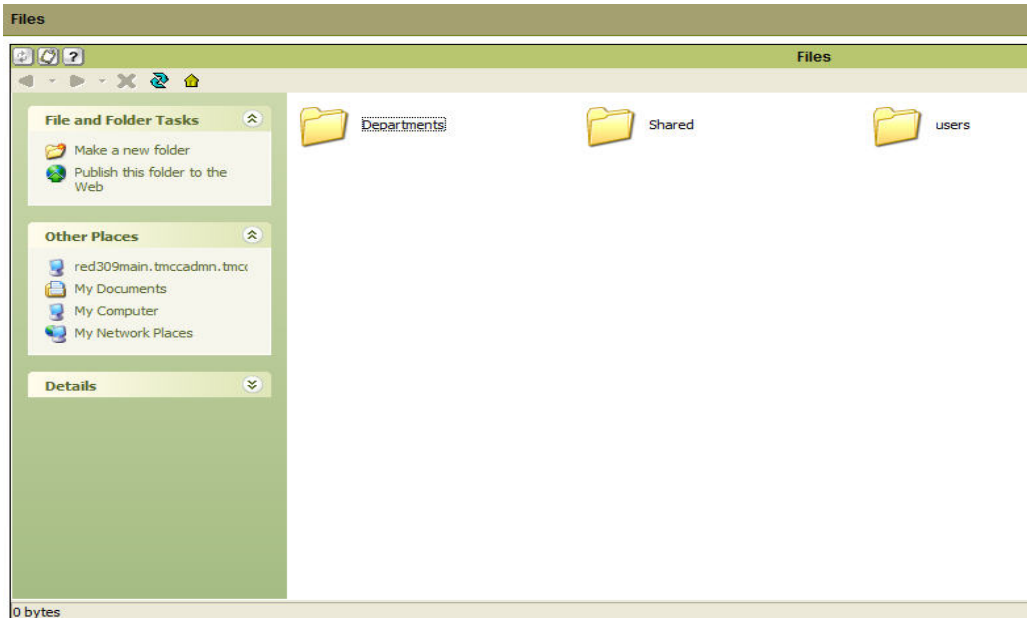 Files
?
Files
File and Folder Tasks
Make a new folder
Publish this folder to the
Web
Other Places
red309main.tmccadmn.tmcc
My Documents
My Computer
My Network Places
Details
Departments
Shared
users
0 bytes